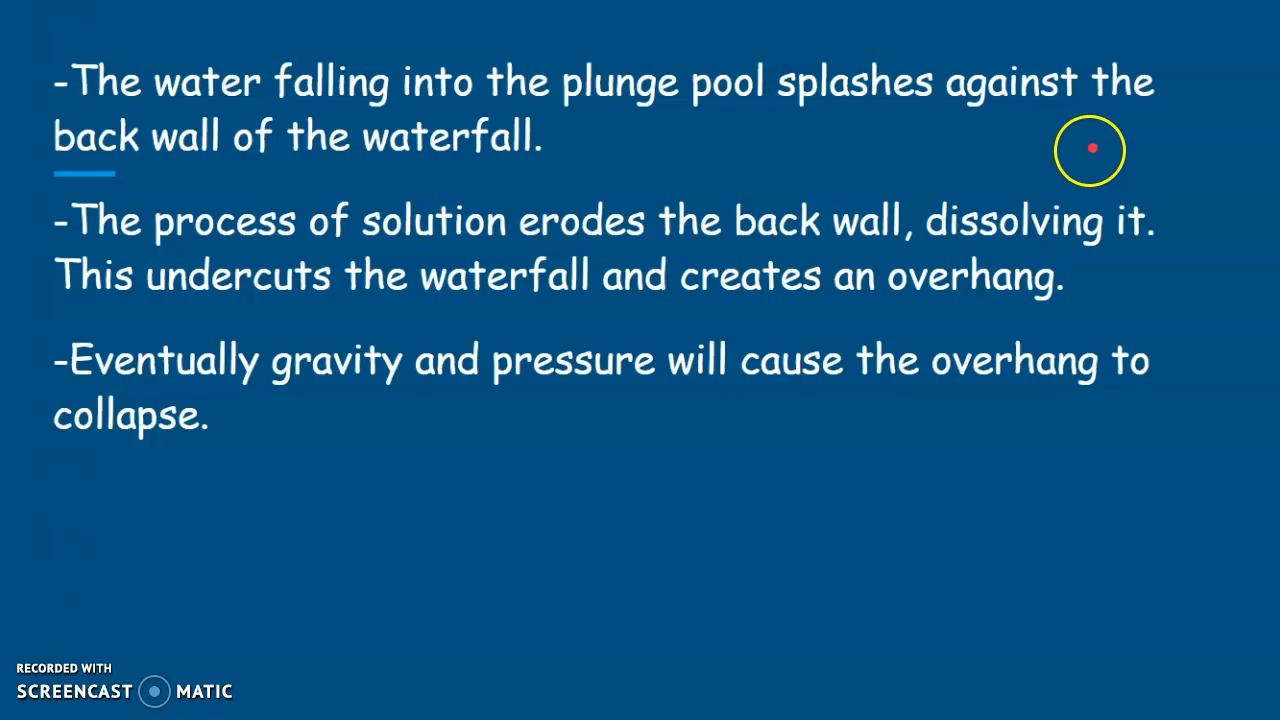 -The water falling into the plunge pool splashes against the
back wall of the waterfall.
-The process of solution erodes the back wall, dissolving it.
This undercuts the waterfall and creates an overhang.
-Eventually gravity and pressure will cause the overhang to
collapse.
RECORDED WITH
SCREENCAST MATIC